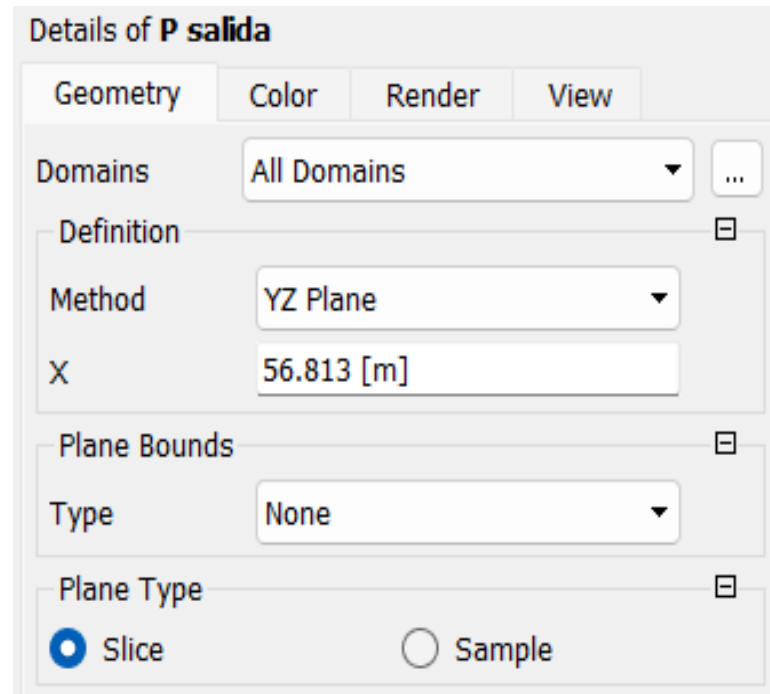 Details of P salida
Geometry Color Render View
Domains All Domains ...
Definition
Method YZ Plane
X 56.813 [m]
Plane Bounds
Type None
Plane Type
Slice Sample